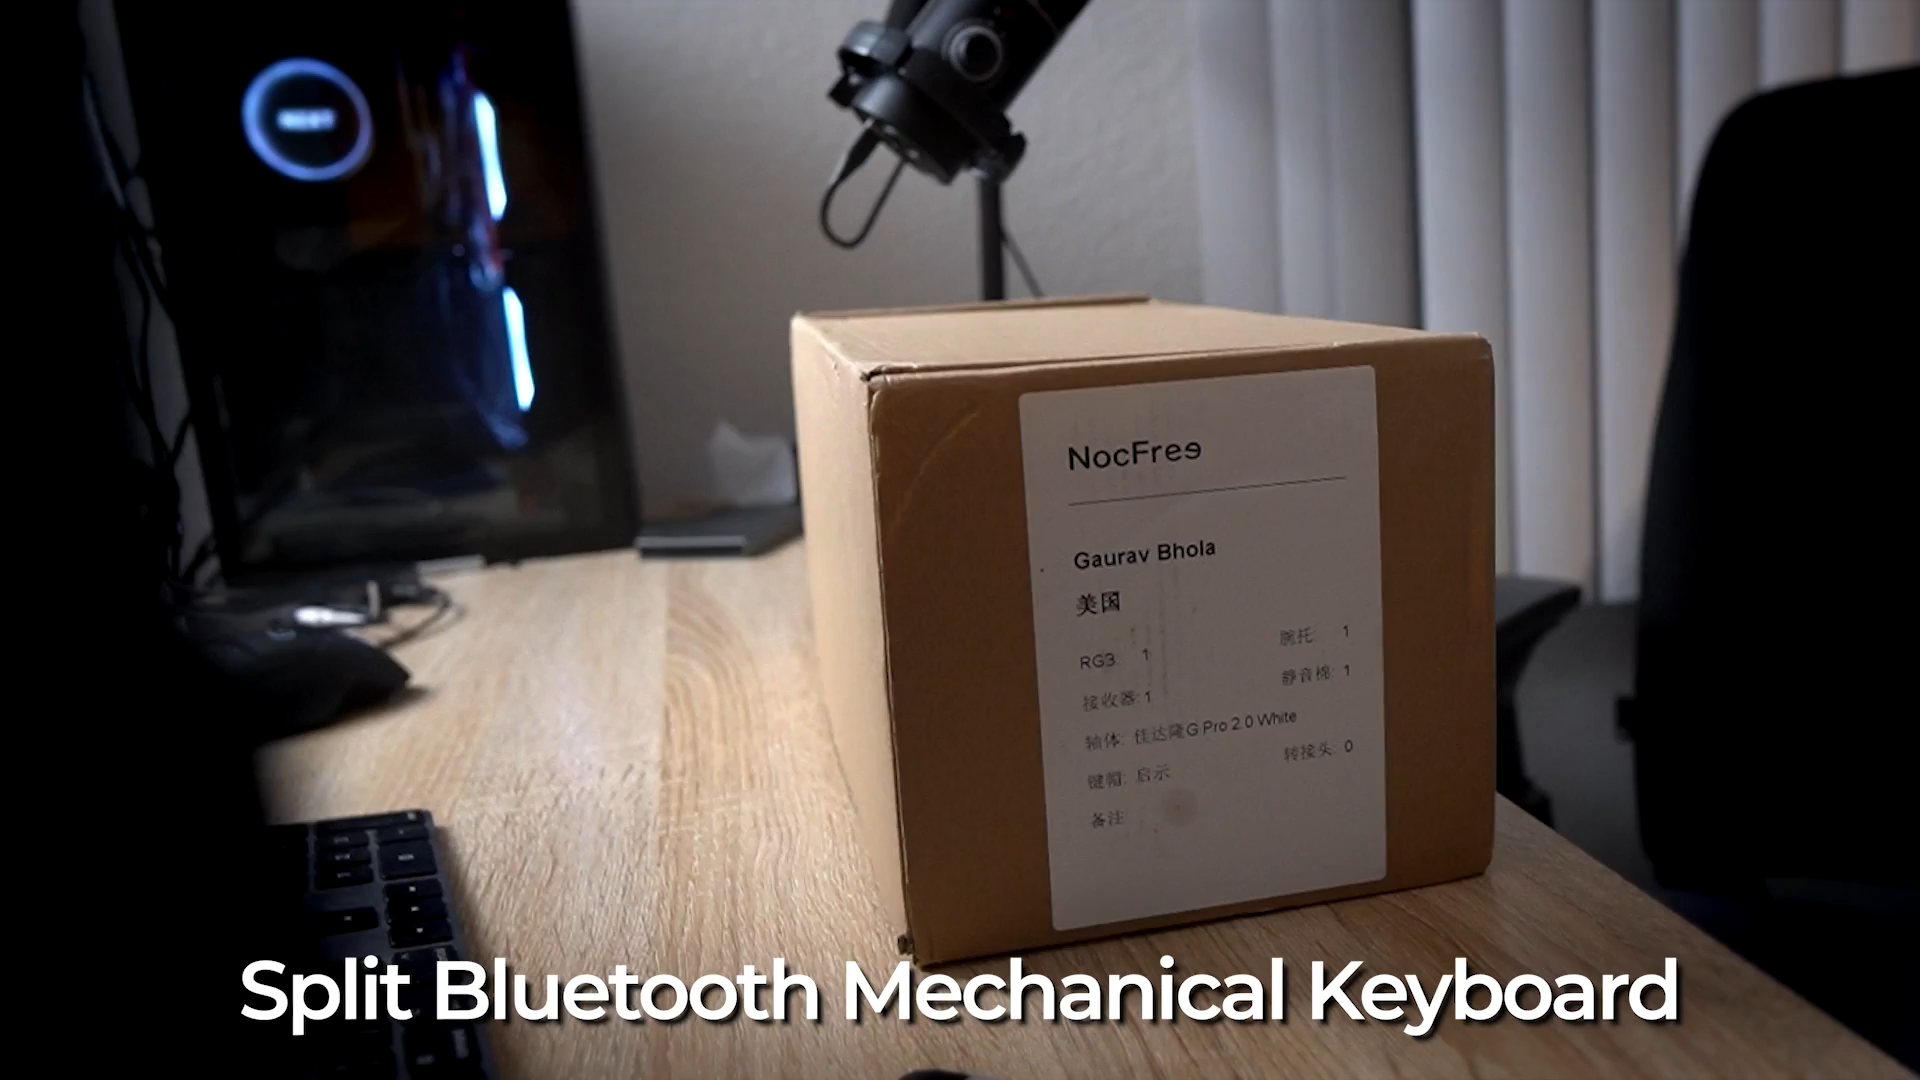 NZXT
NocFree
Gaurav Bhola
美国
RGB: 1
腕托: 1
接收器: 1
静音棉: 1
轴体: 佳达隆G Pro 2.0 White
键帽: 启示
转接头: 0
备注:
Split Bluetooth Mechanical Keyboard